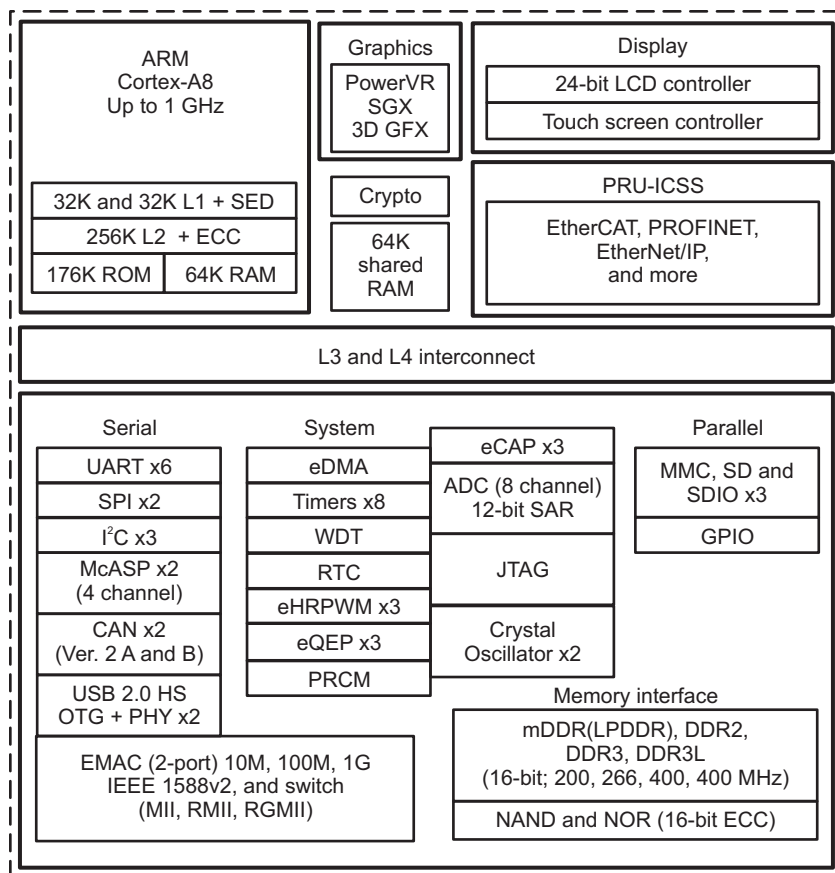 ARM
Cortex-A8
Up to 1 GHz
32K and 32K L1 + SED
256K L2 + ECC
176K ROM
64K RAM
Graphics
PowerVR
SGX
3D GFX
Crypto
64K
shared
RAM
Display
24-bit LCD controller
Touch screen controller
PRU-ICSS
EtherCAT, PROFINET,
EtherNet/IP,
and more
L3 and L4 interconnect
Serial
UART x6
SPI x2
I²C x3
McASP x2
(4 channel)
CAN x2
(Ver. 2 A and B)
USB 2.0 HS
OTG + PHY x2
EMAC (2-port) 10M, 100M, 1G
IEEE 1588v2, and switch
(MII, RMII, RGMII)
System
eDMA
Timers x8
WDT
RTC
eHRPWM x3
eQEP x3
PRCM
eCAP x3
ADC (8 channel)
12-bit SAR
JTAG
Crystal
Oscillator x2
Parallel
MMC, SD and
SDIO x3
GPIO
Memory interface
mDDR(LPDDR), DDR2,
DDR3, DDR3L
(16-bit; 200, 266, 400, 400 MHz)
NAND and NOR (16-bit ECC)